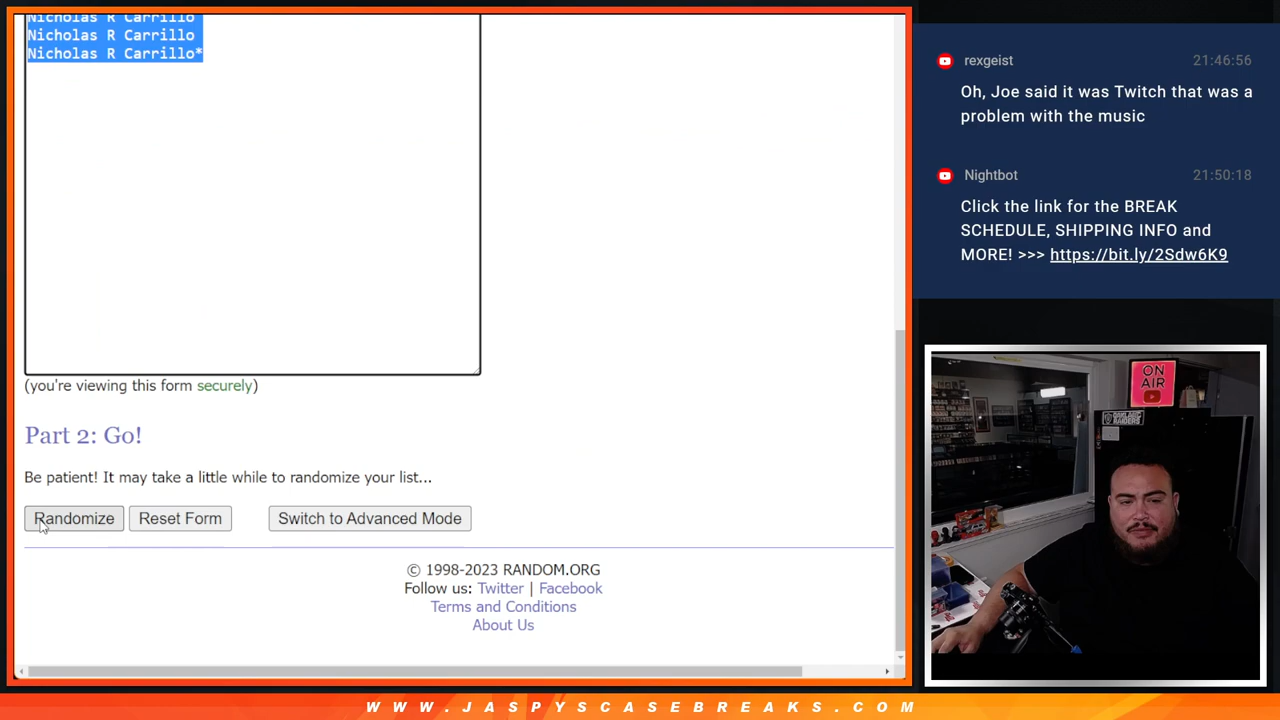 Nicholas R Carrillo
Nicholas R Carrillo
Nicholas R Carrillo*
(you're viewing this form securely)
Part 2: Go!
Be patient! It may take a little while to randomize your list...
Randomize
Reset Form
Switch to Advanced Mode
© 1998-2023 RANDOM.ORG
Follow us: Twitter | Facebook
Terms and Conditions
About Us
rexgeist
21:46:56
Oh, Joe said it was Twitch that was a
problem with the music
Nightbot
21:50:18
Click the link for the BREAK
SCHEDULE, SHIPPING INFO and
MORE! >>> https://bit.ly/2Sdw6K9
ON
AIR
WWW.JASPYSCASEBREAKS.COM